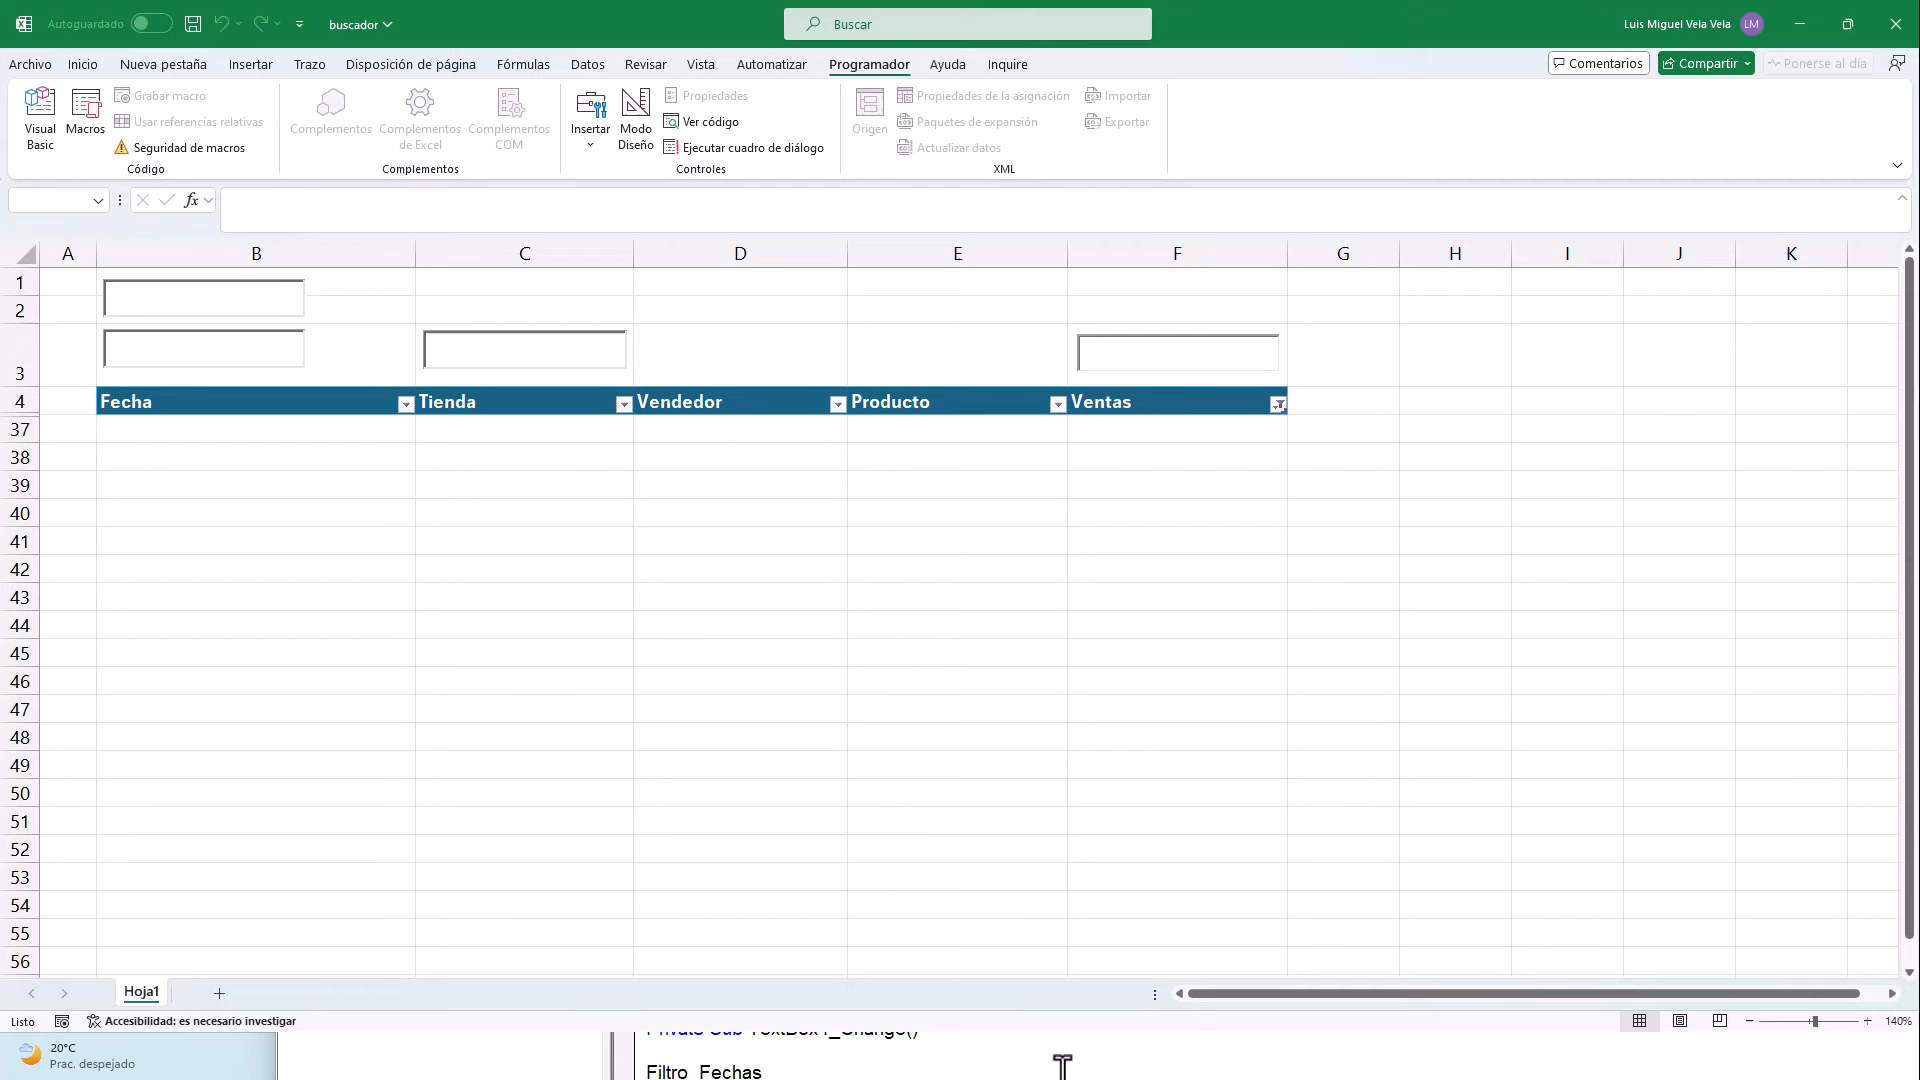 Autoguardado
buscador
Buscar
Luis Miguel Vela Vela
LM
Archivo Inicio Nueva pestaña Insertar Trazo Disposición de página Fórmulas Datos Revisar Vista Automatizar Programador Ayuda Inquire
Comentarios Compartir Ponerse al día
Visual Basic
Macros
Grabar macro
Usar referencias relativas
Seguridad de macros
Código
Complementos
Complementos de Excel
Complementos COM
Complementos
Insertar
Modo Diseño
Propiedades
Ver código
Ejecutar cuadro de diálogo
Controles
Origen
Propiedades de la asignación
Paquetes de expansión
Actualizar datos
Importar
Exportar
XML
fx
A B C D E F G H I J K
1
2
3
4 Fecha Tienda Vendedor Producto Ventas
37
38
39
40
41
42
43
44
45
46
47
48
49
50
51
52
53
54
55
56
Hoja1
Listo
Accesibilidad: es necesario investigar
140%
20°C
Prac. despejado
Filtro_Fechas